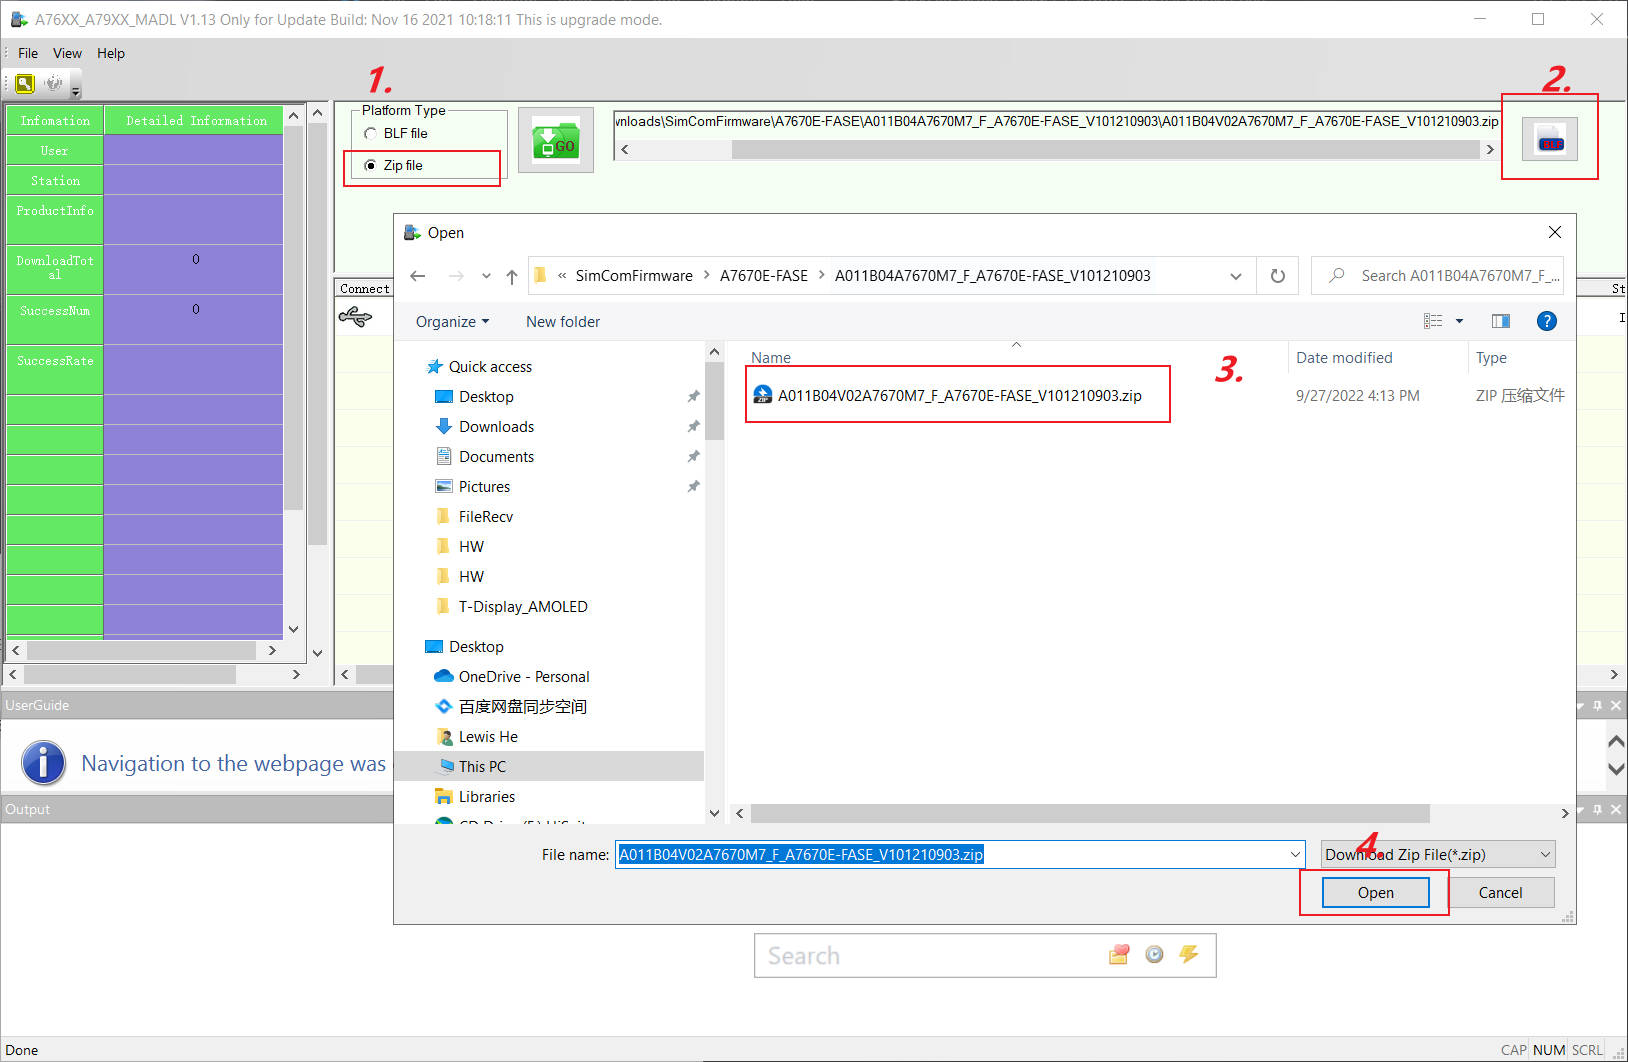 A76XX_A79XX_MADL V1.13 Only for Update Build: Nov 16 2021 10:18:11 This is upgrade mode.
File View Help
1.
2.
Platform Type
BLF file
Zip file
GO
wnloads\SimComFirmware\A7670E-FASE\A011B04A7670M7_F_A7670E-FASE_V101210903\A011B04V02A7670M7_F_A7670E-FASE_V101210903.zip
Infomation Detailed Information
User
Station
ProductInfo
DownloadTot
al
0
SuccessNum
0
SuccessRate
Connect
St
I
Open
« SimComFirmware > A7670E-FASE > A011B04A7670M7_F_A7670E-FASE_V101210903
Search A011B04A7670M7_F_...
Organize New folder
?
Name Date modified Type
3.
A011B04V02A7670M7_F_A7670E-FASE_V101210903.zip 9/27/2022 4:13 PM ZIP 压缩文件
Quick access
Desktop
Downloads
Documents
Pictures
FileRecv
HW
HW
T-Display_AMOLED
Desktop
OneDrive - Personal
百度网盘同步空间
Lewis He
This PC
Libraries
File name: A011B04V02A7670M7_F_A7670E-FASE_V101210903.zip
Download Zip File(*.zip)
4.
Open Cancel
UserGuide
Navigation to the webpage was
Output
Search
Done
CAP NUM SCRL